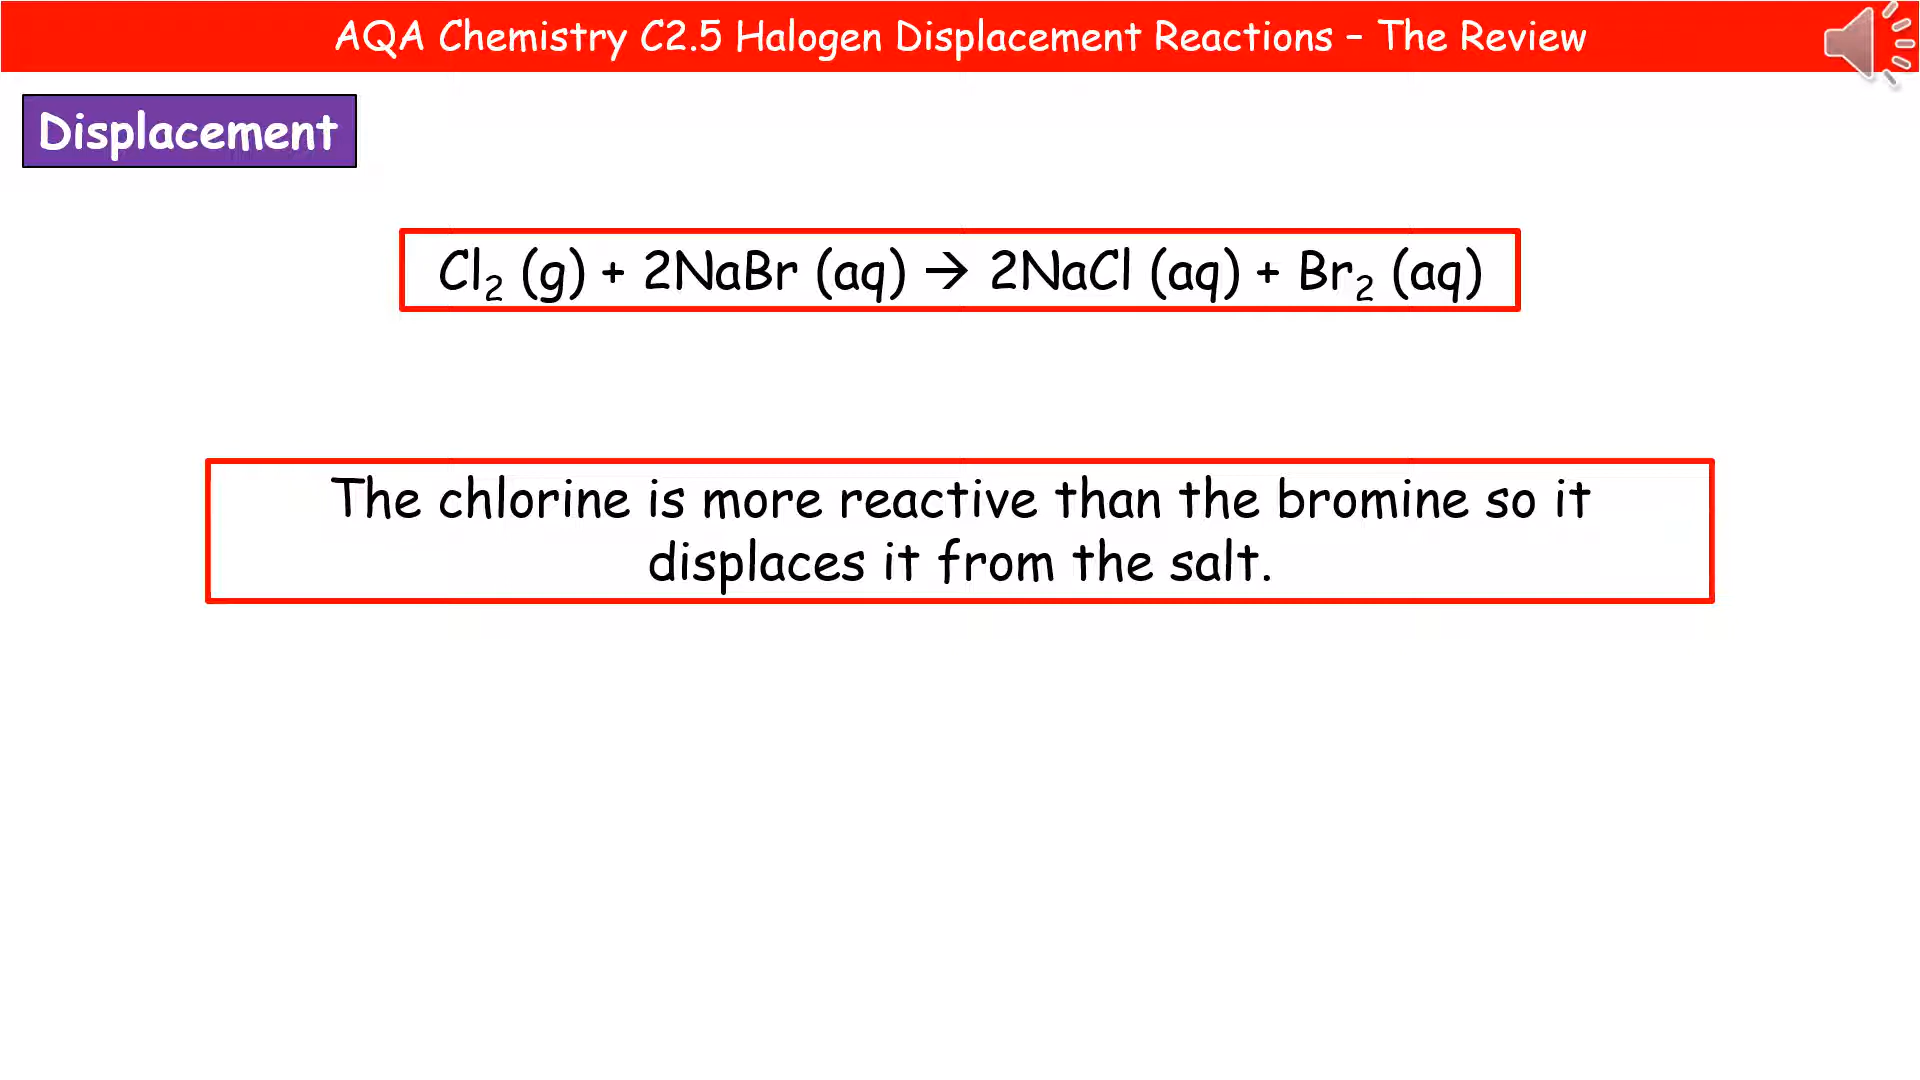 AQA Chemistry C2.5 Halogen Displacement Reactions – The Review
Displacement
Cl₂ (g) + 2NaBr (aq) → 2NaCl (aq) + Br₂ (aq)
The chlorine is more reactive than the bromine so it
displaces it from the salt.